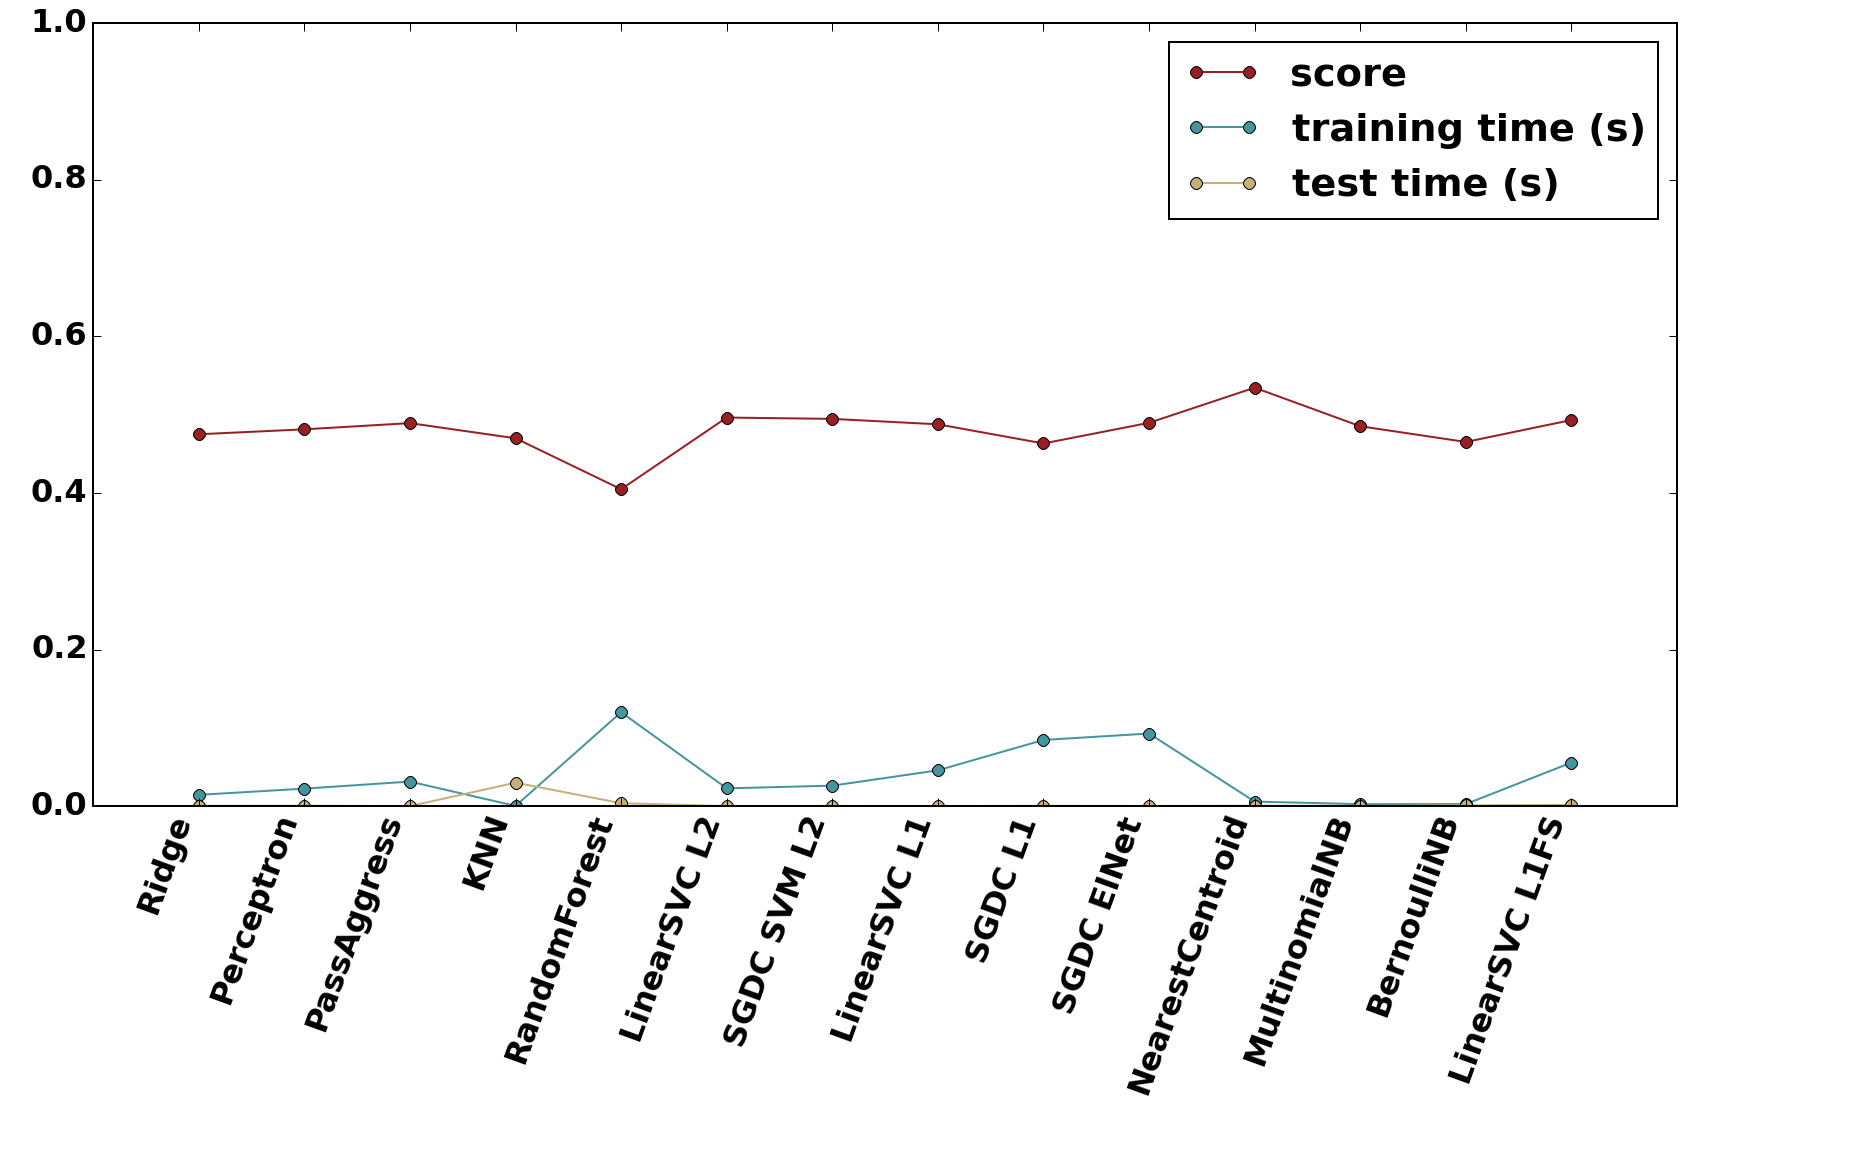 1.0
0.8
0.6
0.4
0.2
0.0
score
training time (s)
test time (s)
Ridge
Perceptron
PassAggress
KNN
RandomForest
LinearSVC L2
SGDC SVM L2
LinearSVC L1
SGDC L1
SGDC ElNet
NearestCentroid
MultinomialNB
BernoulliNB
LinearSVC L1FS